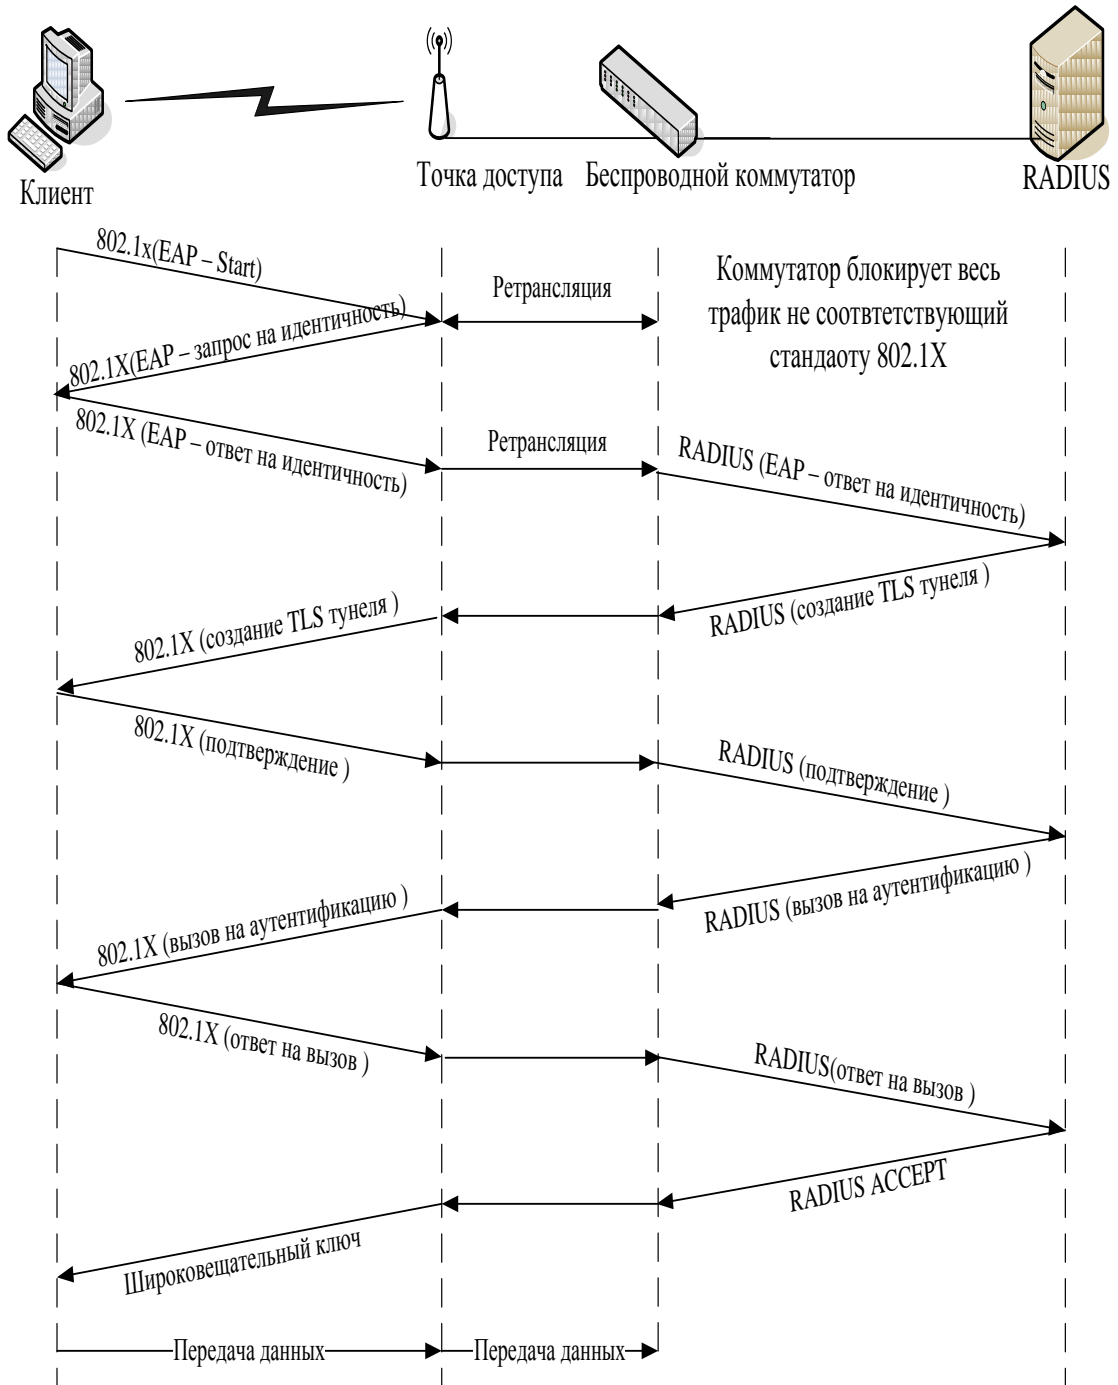 Клиент
Точка доступа
Беспроводной коммутатор
RADIUS
802.1x(EAP – Start)
Ретрансляция
Коммутатор блокирует весь
трафик не соотвтетствующий
стандаоту 802.1X
802.1X(EAP – запрос на идентичность)
802.1X (EAP – ответ на идентичность)
Ретрансляция
RADIUS (EAP – ответ на идентичность)
RADIUS (создание TLS тунеля )
802.1X (создание TLS тунеля )
802.1X (подтверждение )
RADIUS (подтверждение )
RADIUS (вызов на аутентификацию )
802.1X (вызов на аутентификацию )
802.1X (ответ на вызов )
RADIUS(ответ на вызов )
RADIUS ACCEPT
Широковещательный ключ
Передача данных
Передача данных